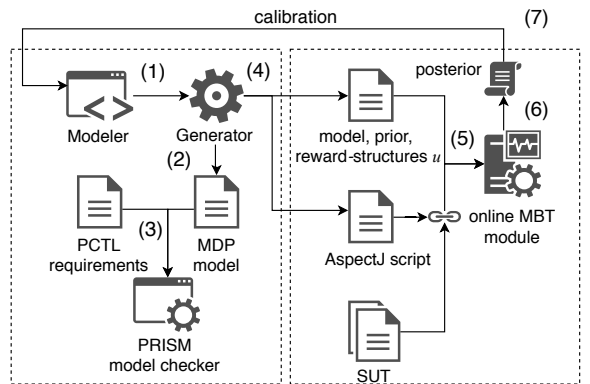 calibration
(7)
(1)
(4)
posterior
Modeler
Generator
(6)
model, prior,
reward-structures u
(5)
(2)
(3)
PCTL
requirements
MDP
model
AspectJ script
online MBT
module
PRISM
model checker
SUT